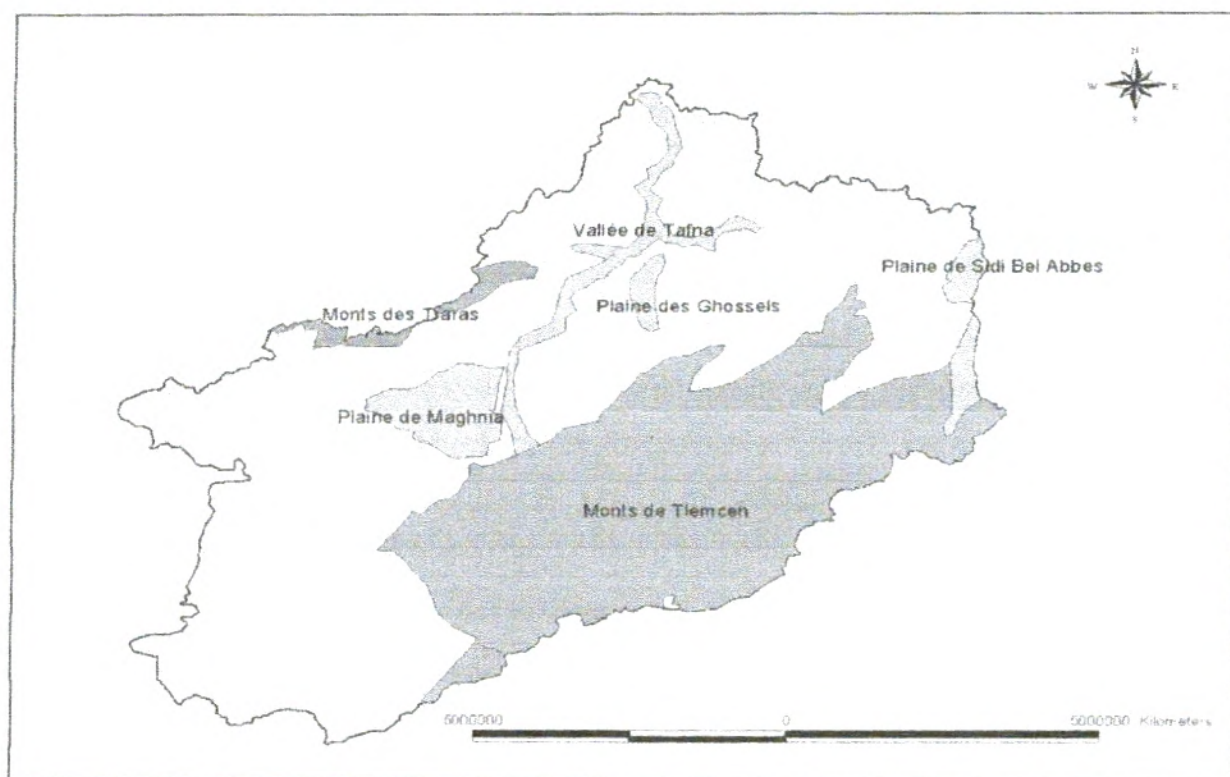 N
W E
S
Vallée de Tafna
Plaine de Sidi Bel Abbes
Plaine des Ghossels
Monts des Traras
Plaine de Maghnia
Monts de Tlemcen
5000000 0 5000000 Kilometers